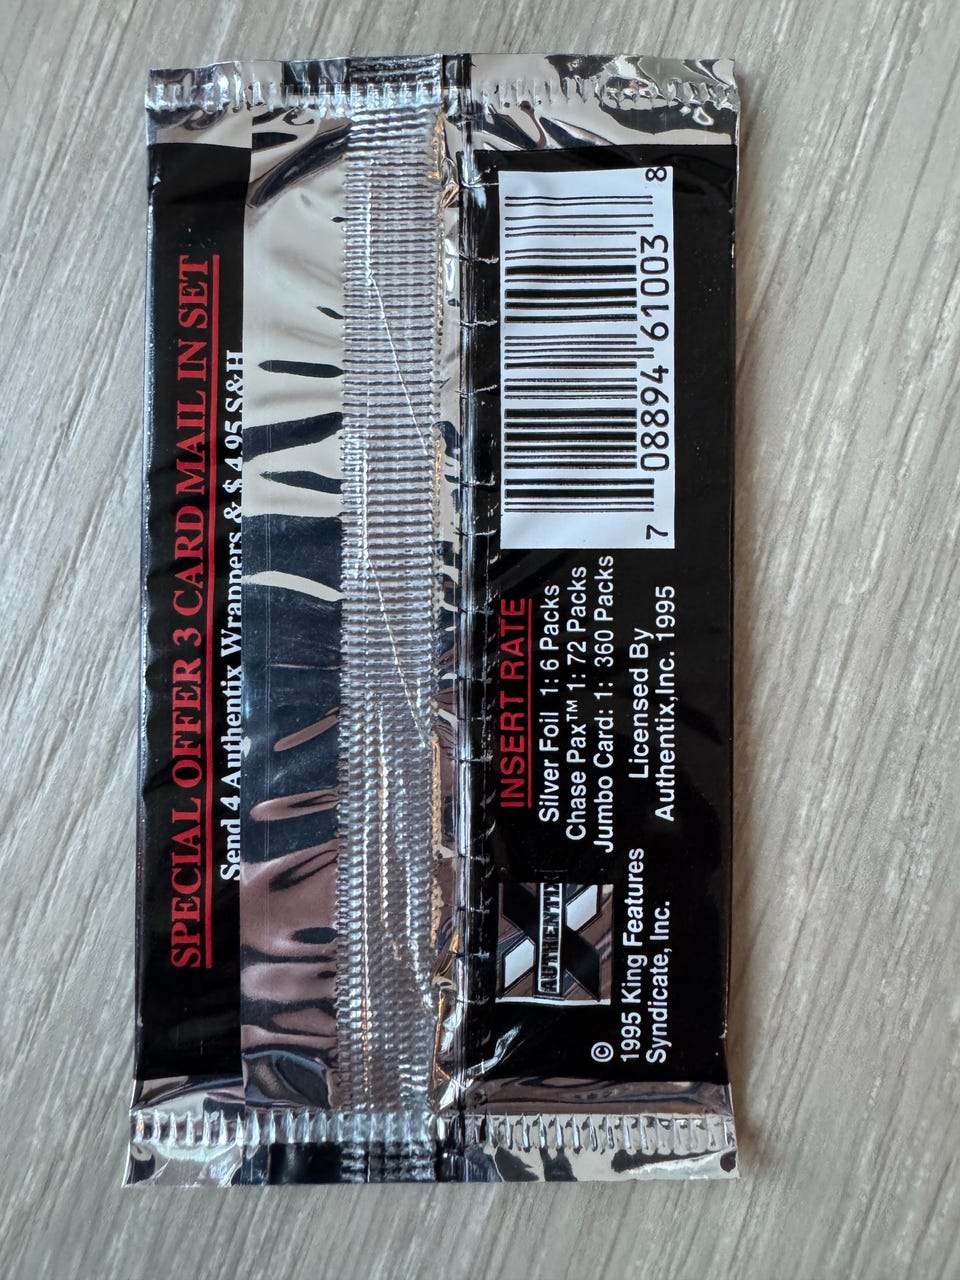 SPECIAL OFFER 3 CARD MAIL IN SET
Send 4 Authentix Wrappers & $ 4.95 S&H
AUTHENTIX
INSERT RATE
Silver Foil 1: 6 Packs
Chase Pax™ 1: 72 Packs
Jumbo Card: 1: 360 Packs
Licensed By
Authentix,Inc. 1995
©
1995 King Features
Syndicate, Inc.
7 08894 61003 8